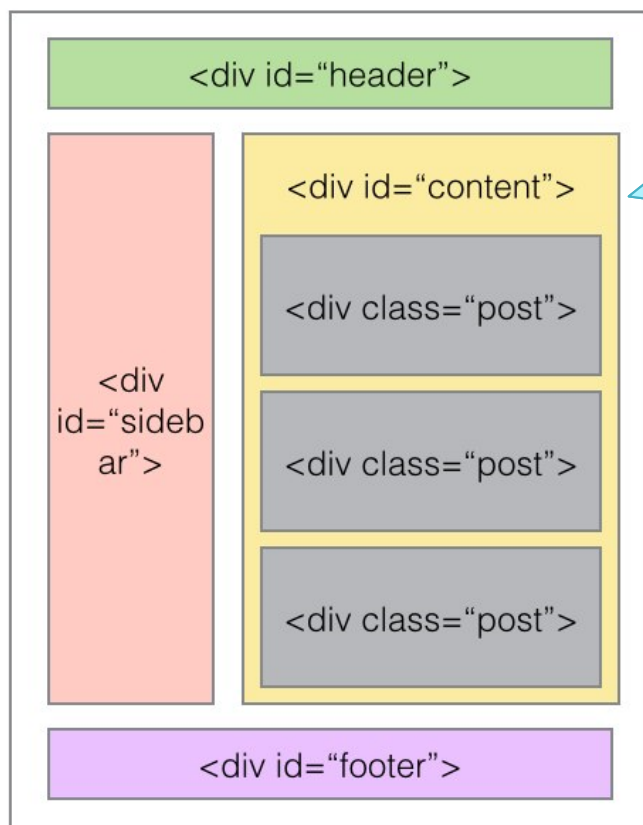 <div id=“header”>
<div
id=“sideb
ar”>
<div id=“content”>
<div class=“post”>
<div class=“post”>
<div class=“post”>
<div id=“footer”>